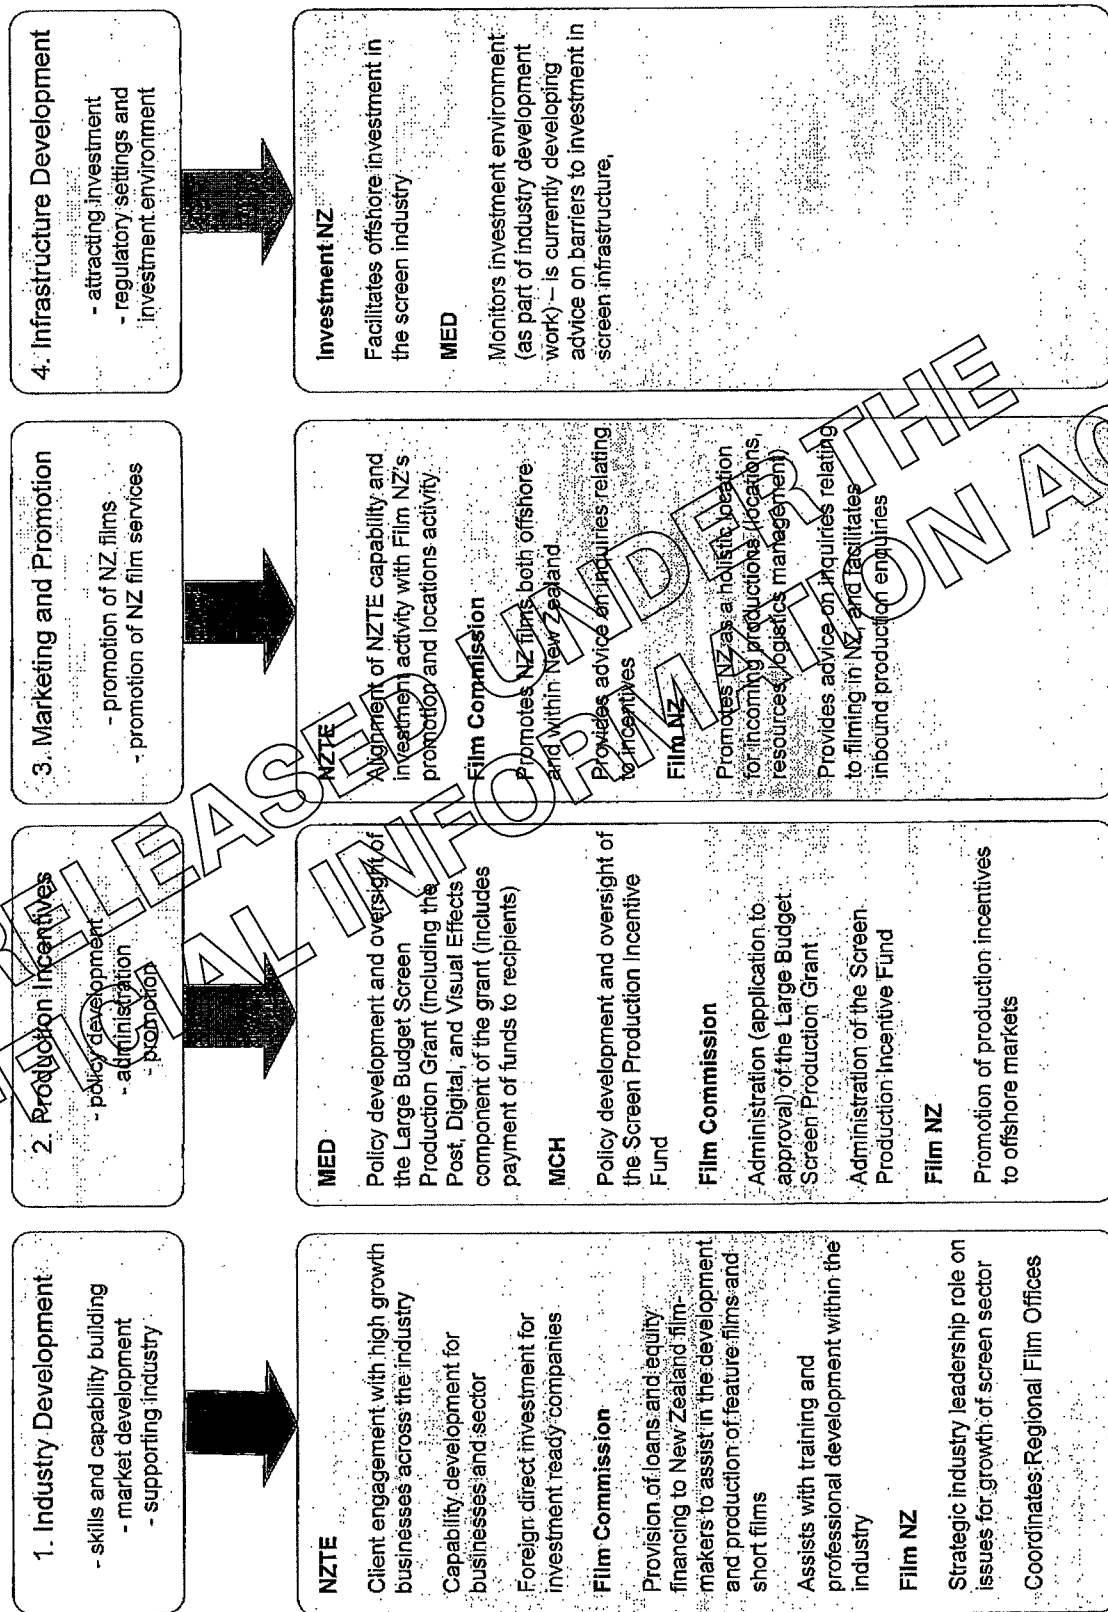 1. Industry Development
- skills and capability building
- market development
- supporting industry
NZTE
Client engagement with high growth
businesses across the industry
Capability development for
businesses and sector
Foreign direct investment for
investment ready companies
Film Commission
Provision of loans and equity
financing to New Zealand film-
makers to assist in the development
and production of feature films and
short films
Assists with training and
professional development within the
industry
Film NZ
Strategic industry leadership role on
issues for growth of screen sector
Coordinates Regional Film Offices
2. Production Incentives
- policy development
- administration
- promotion
MED
Policy development and oversight of
the Large Budget Screen
Production Grant (including the
Post, Digital, and Visual Effects
component of the grant (includes
payment of funds to recipients)
MCH
Policy development and oversight of
the Screen Production Incentive
Fund
Film Commission
Administration (application to
approval) of the Large Budget
Screen Production Grant
Administration of the Screen
Production Incentive Fund
Film NZ
Promotion of production incentives
to offshore markets
3. Marketing and Promotion
- promotion of NZ films
- promotion of NZ film services
NZTE
Alignment of NZTE capability and
investment activity with Film NZ's
promotion and locations activity
Film Commission
Promotes NZ films both offshore
and within New Zealand
Provides advice on inquiries relating
to incentives
Film NZ
Promotes NZ as a holistic location
for incoming productions (locations,
resources, logistics management)
Provides advice on inquiries relating
to filming in NZ, and facilitates
inbound production enquiries
4. Infrastructure Development
- attracting investment
- regulatory settings and
investment environment
Investment NZ
Facilitates offshore investment in
the screen industry
MED
Monitors investment environment
(as part of industry development
work) – is currently developing
advice on barriers to investment in
screen infrastructure,
RELEASED UNDER THE
INFORMATION